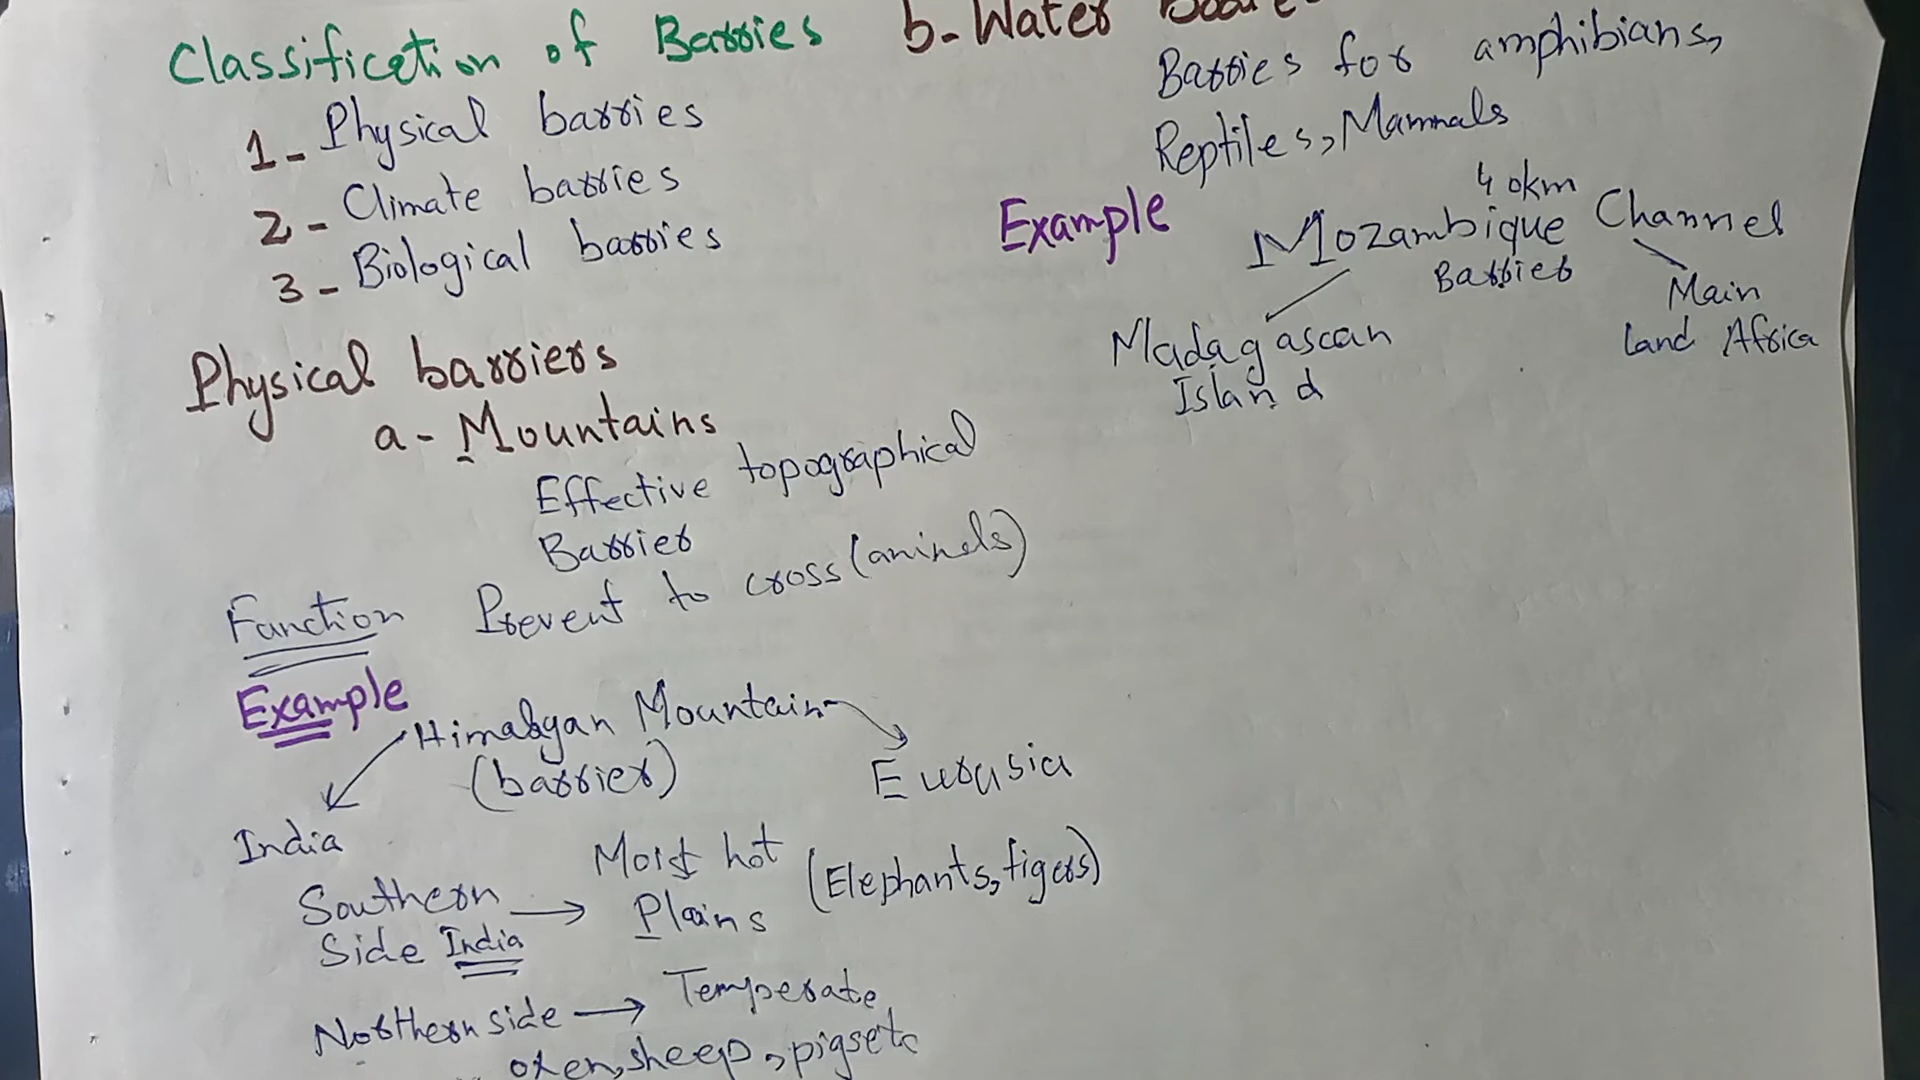 Classification of Barries
1- Physical barries
2- Climate barries
3- Biological barries
Physical barriers
a- Mountains
Effective topographical
Barrier
Function Prevent to cross (aninels)
Example
Himalayan Mountain
(barrier)
India
Eurasia
Southern
Side India
Moist hot
Plains
(Elephants, tigers)
Northern side → Temperate
oxen, sheep, pigs etc
b- Water
Barries for amphibians,
Reptiles, Mammals
Example
40km
Mozambique Channel
Barrier
Madagascan
Island
Main
land Africa